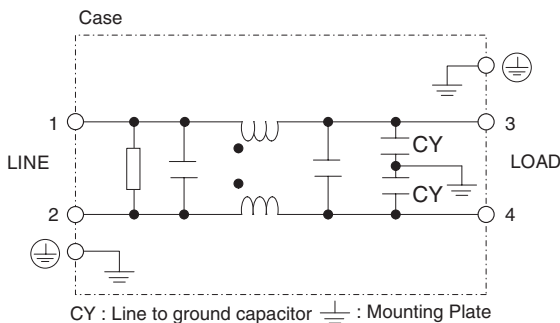 Case
1
3
CY
LINE
LOAD
CY
2
4
CY : Line to ground capacitor : Mounting Plate